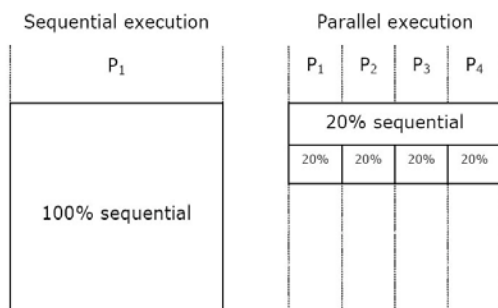 Sequential execution
P₁
100% sequential
Parallel execution
P₁ P₂ P₃ P₄
20% sequential
20% 20% 20% 20%